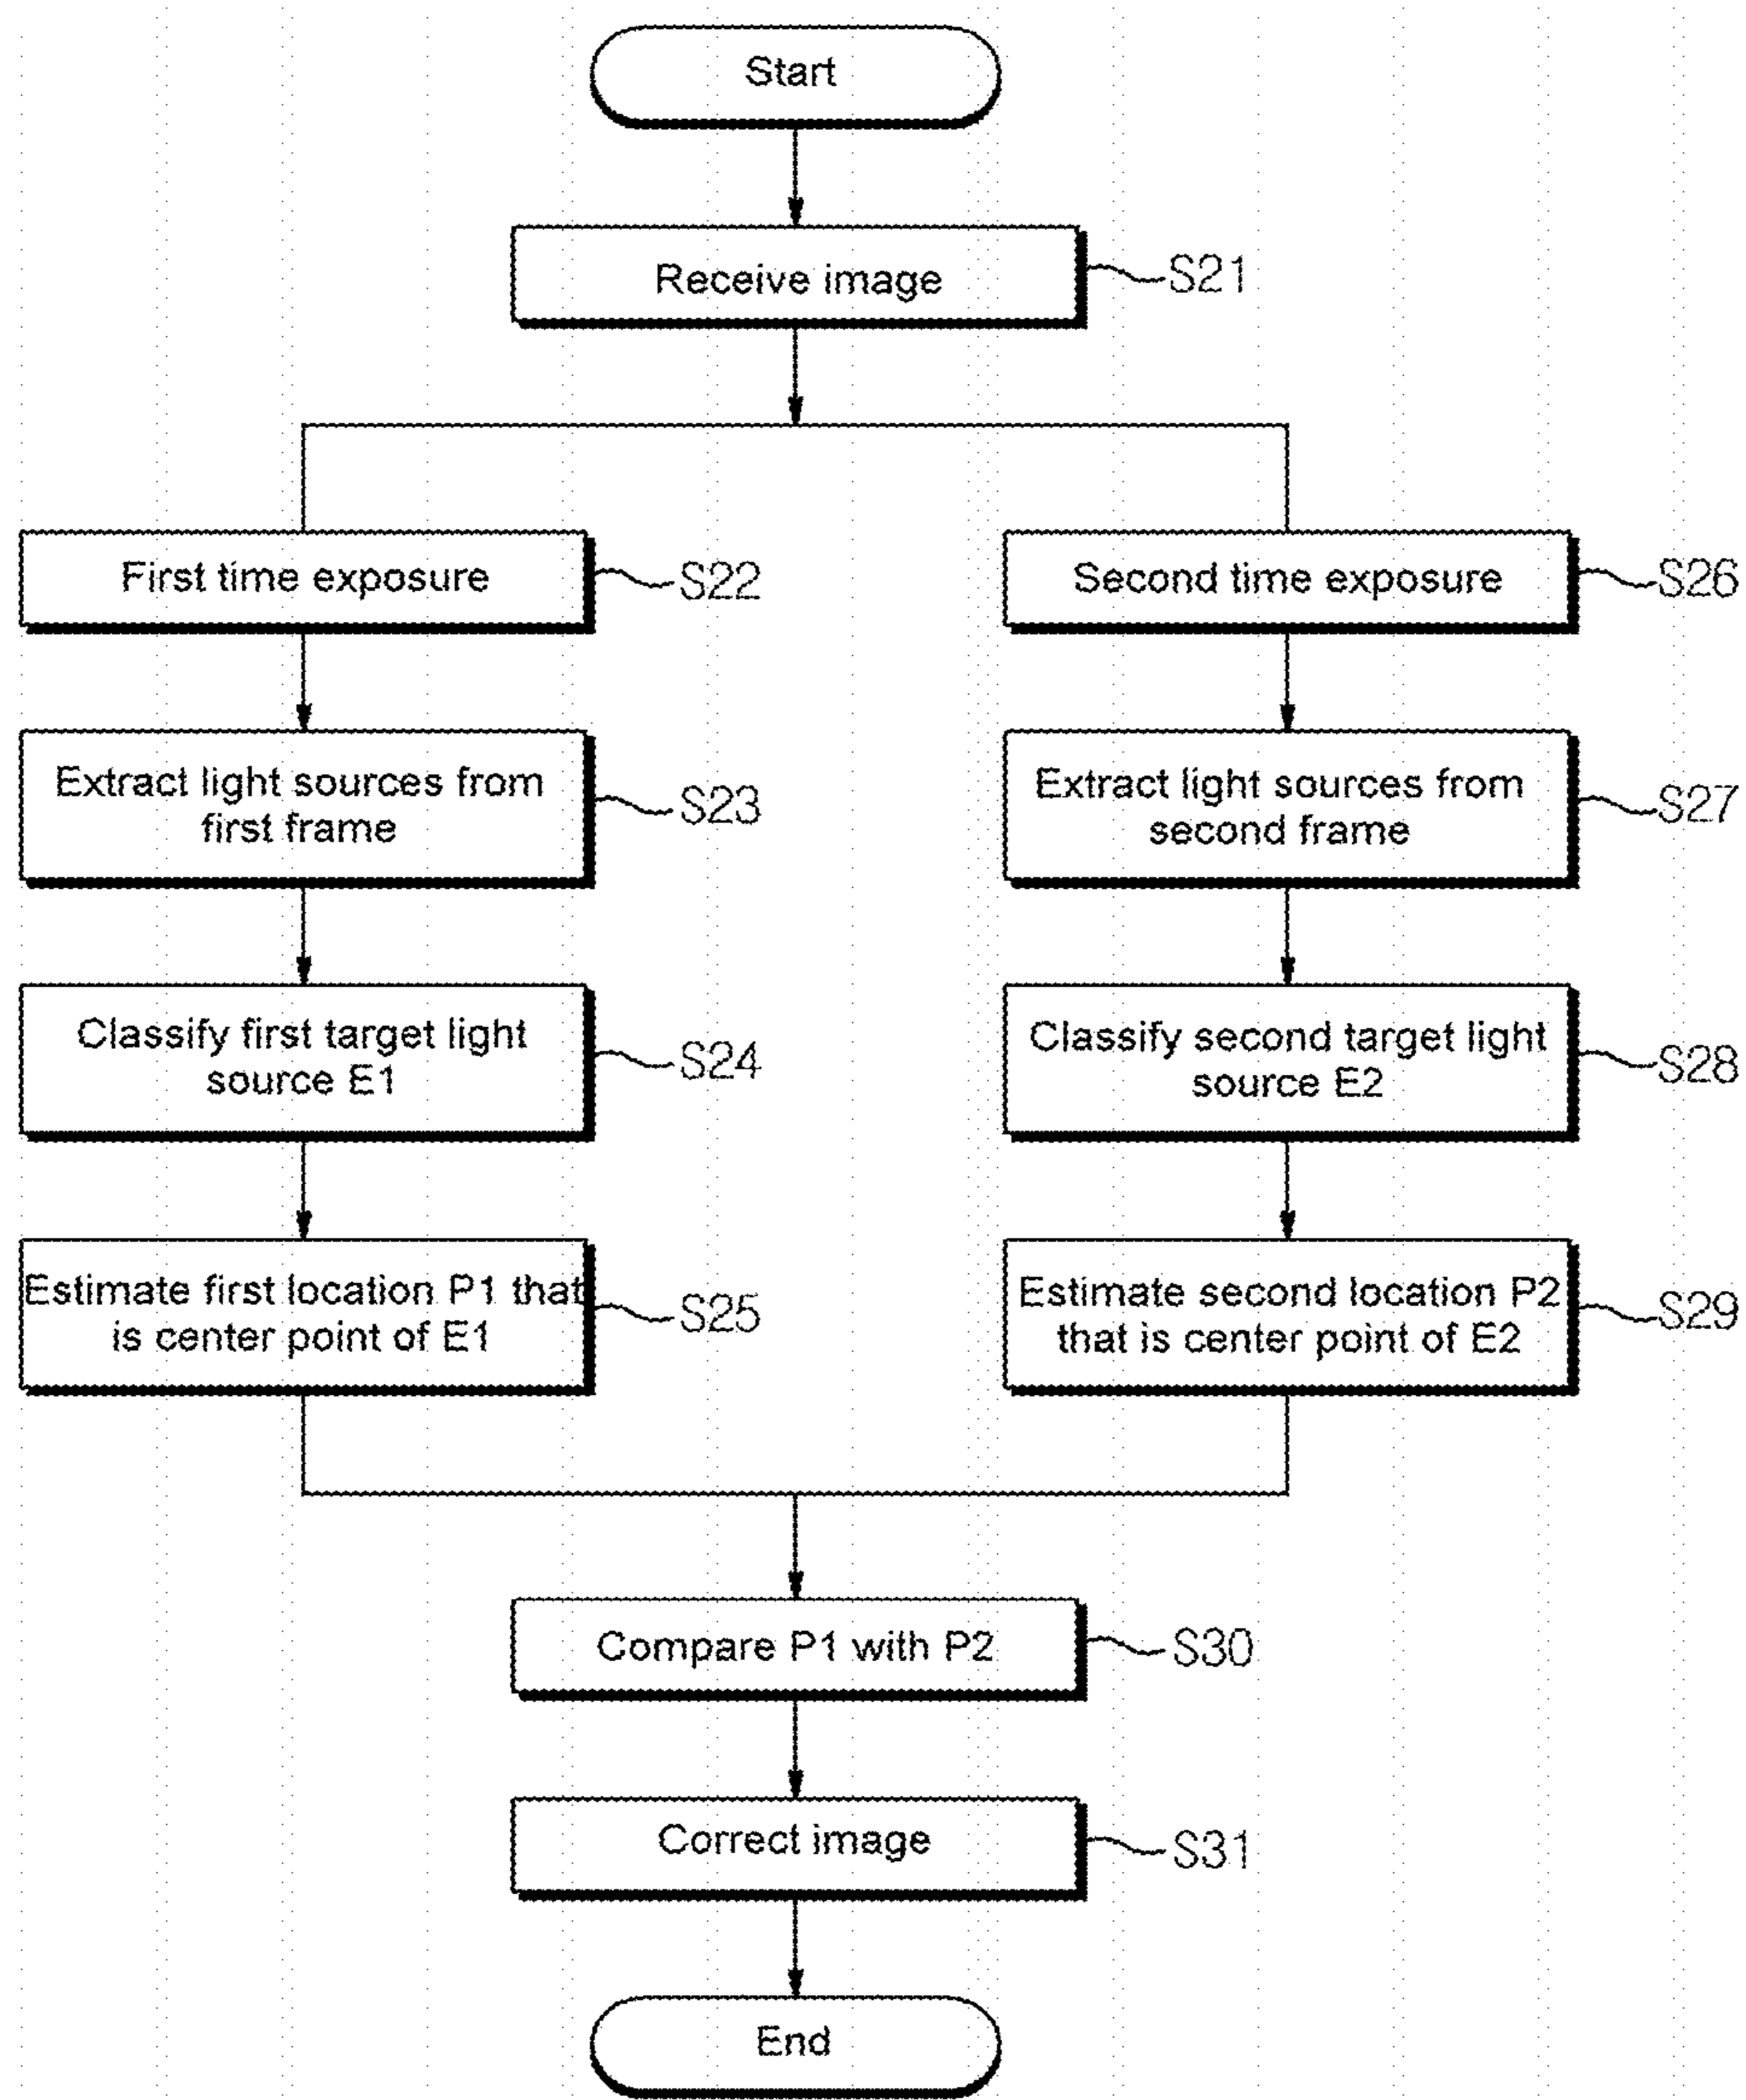 Start
Receive image
S21
First time exposure
S22
Extract light sources from
first frame
S23
Classify first target light
source E1
S24
Estimate first location P1 that
is center point of E1
S25
Second time exposure
S26
Extract light sources from
second frame
S27
Classify second target light
source E2
S28
Estimate second location P2
that is center point of E2
S29
Compare P1 with P2
S30
Correct image
S31
End